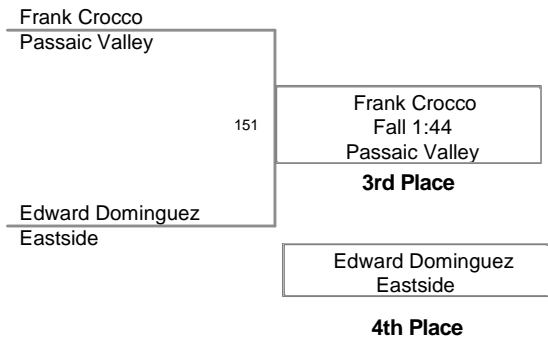 Frank Crocco
Passaic Valley
151
Frank Crocco
Fall 1:44
Passaic Valley
3rd Place
Edward Dominguez
Eastside
Edward Dominguez
Eastside
4th Place